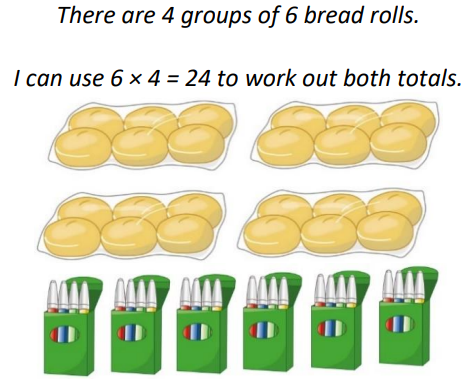 There are 4 groups of 6 bread rolls.
I can use 6 × 4 = 24 to work out both totals.